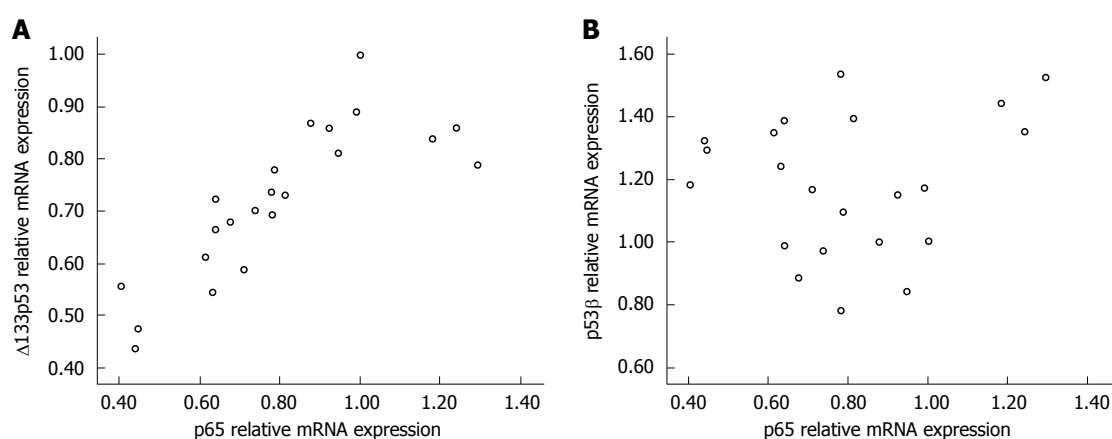 A
Δ133p53 relative mRNA expression
1.00
0.90
0.80
0.70
0.60
0.50
0.40
0.40 0.60 0.80 1.00 1.20 1.40
p65 relative mRNA expression
B
p53β relative mRNA expression
1.60
1.40
1.20
1.00
0.80
0.60
0.40 0.60 0.80 1.00 1.20 1.40
p65 relative mRNA expression